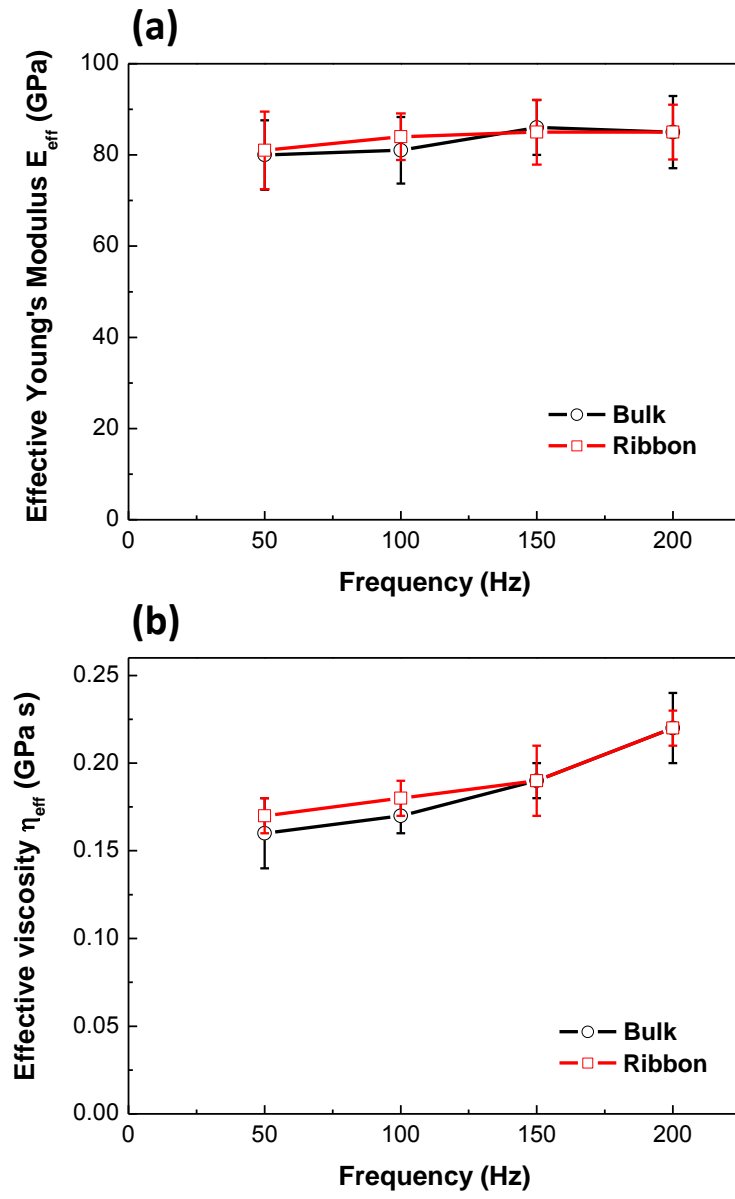 (a)
Effective Young's Modulus E_eff (GPa)
100
80
60
40
20
0
Bulk
Ribbon
0 50 100 150 200
Frequency (Hz)
(b)
Effective viscosity η_eff (GPa s)
0.25
0.20
0.15
0.10
0.05
0.00
Bulk
Ribbon
0 50 100 150 200
Frequency (Hz)